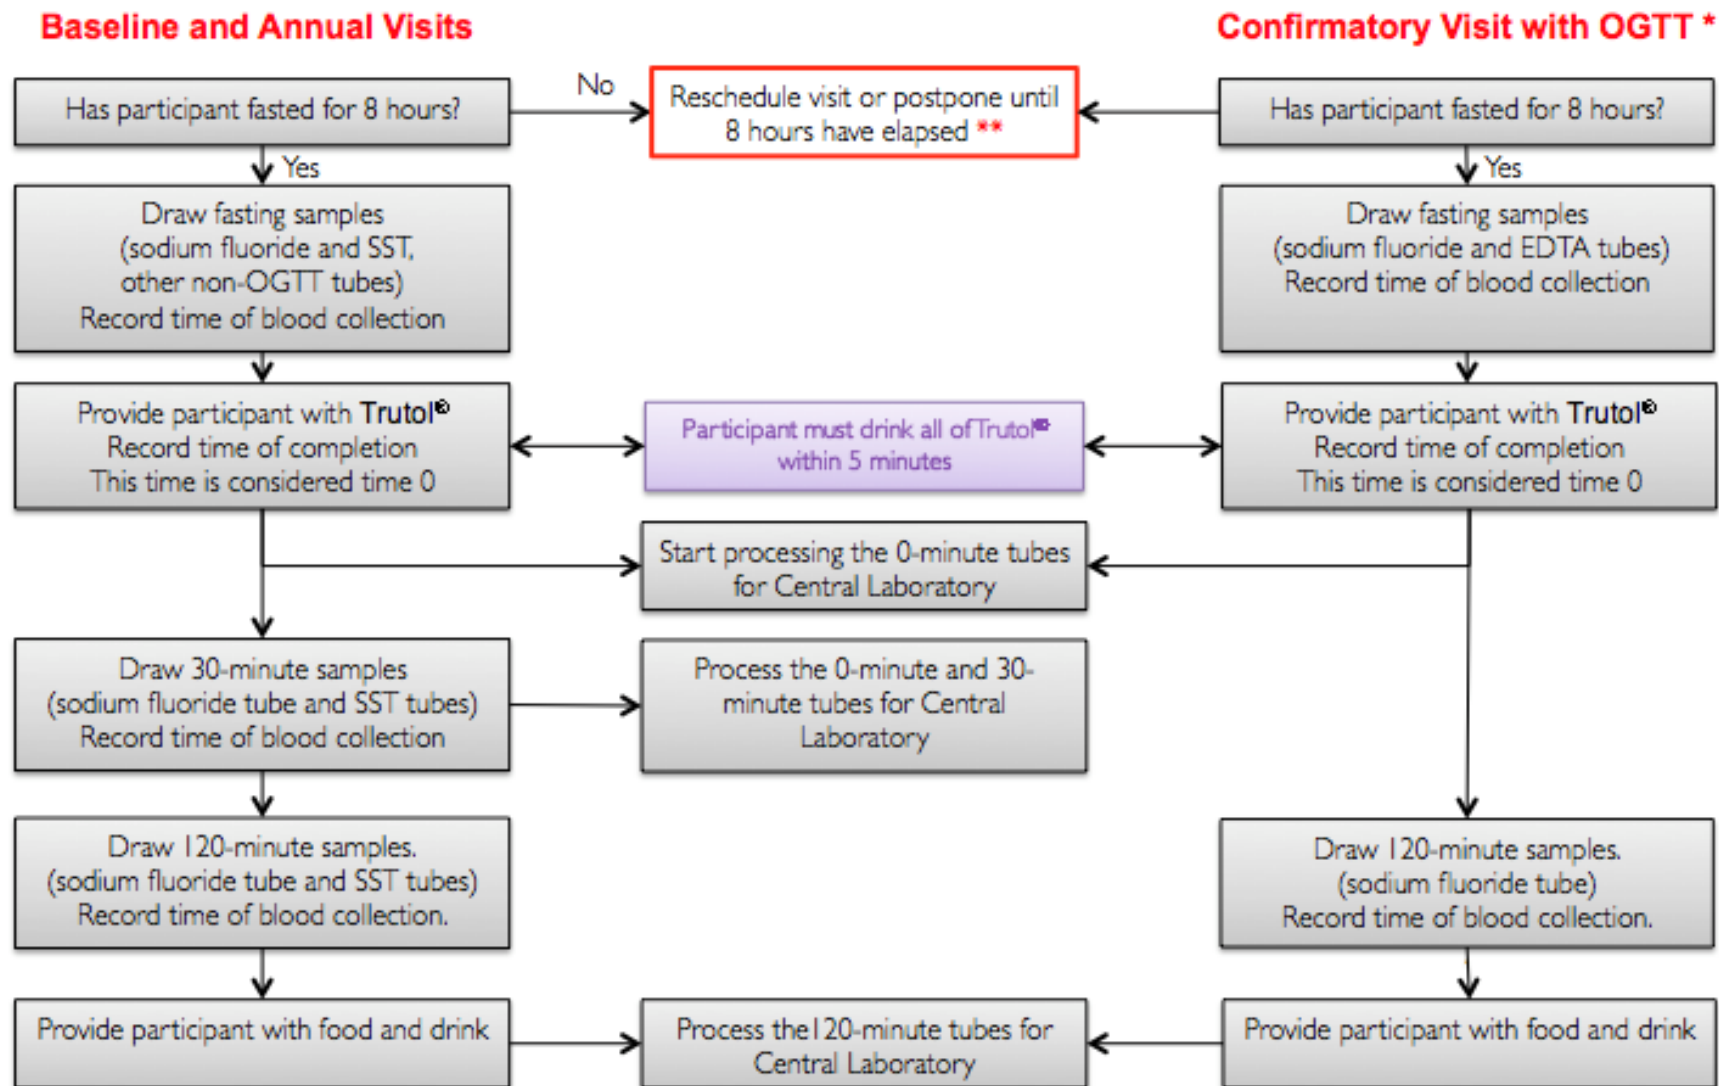 Baseline and Annual Visits
Confirmatory Visit with OGTT *
Has participant fasted for 8 hours?
No
Reschedule visit or postpone until
8 hours have elapsed **
Has participant fasted for 8 hours?
Yes
Yes
Draw fasting samples
(sodium fluoride and SST,
other non-OGTT tubes)
Record time of blood collection
Draw fasting samples
(sodium fluoride and EDTA tubes)
Record time of blood collection
Provide participant with Trutol®
Record time of completion
This time is considered time 0
Participant must drink all of Trutol®
within 5 minutes
Provide participant with Trutol®
Record time of completion
This time is considered time 0
Start processing the 0-minute tubes
for Central Laboratory
Draw 30-minute samples
(sodium fluoride tube and SST tubes)
Record time of blood collection
Process the 0-minute and 30-
minute tubes for Central
Laboratory
Draw 120-minute samples.
(sodium fluoride tube and SST tubes)
Record time of blood collection.
Draw 120-minute samples.
(sodium fluoride tube)
Record time of blood collection.
Provide participant with food and drink
Process the120-minute tubes for
Central Laboratory
Provide participant with food and drink